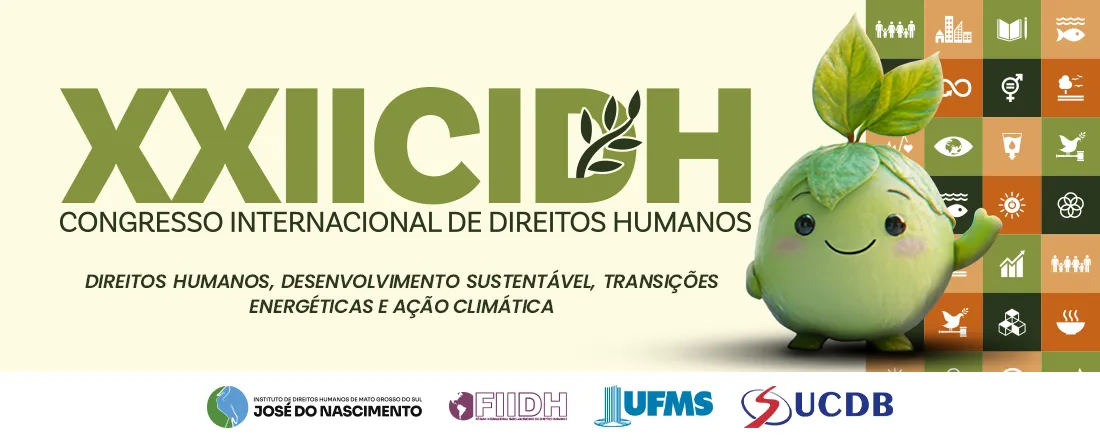 XXIICIDH
CONGRESSO INTERNACIONAL DE DIREITOS HUMANOS
DIREITOS HUMANOS, DESENVOLVIMENTO SUSTENTÁVEL, TRANSIÇÕES
ENERGÉTICAS E AÇÃO CLIMÁTICA
INSTITUTO DE DIREITOS HUMANOS DE MATO GROSSO DO SUL
JOSÉ DO NASCIMENTO
FIIDH
UFMS
UCDB